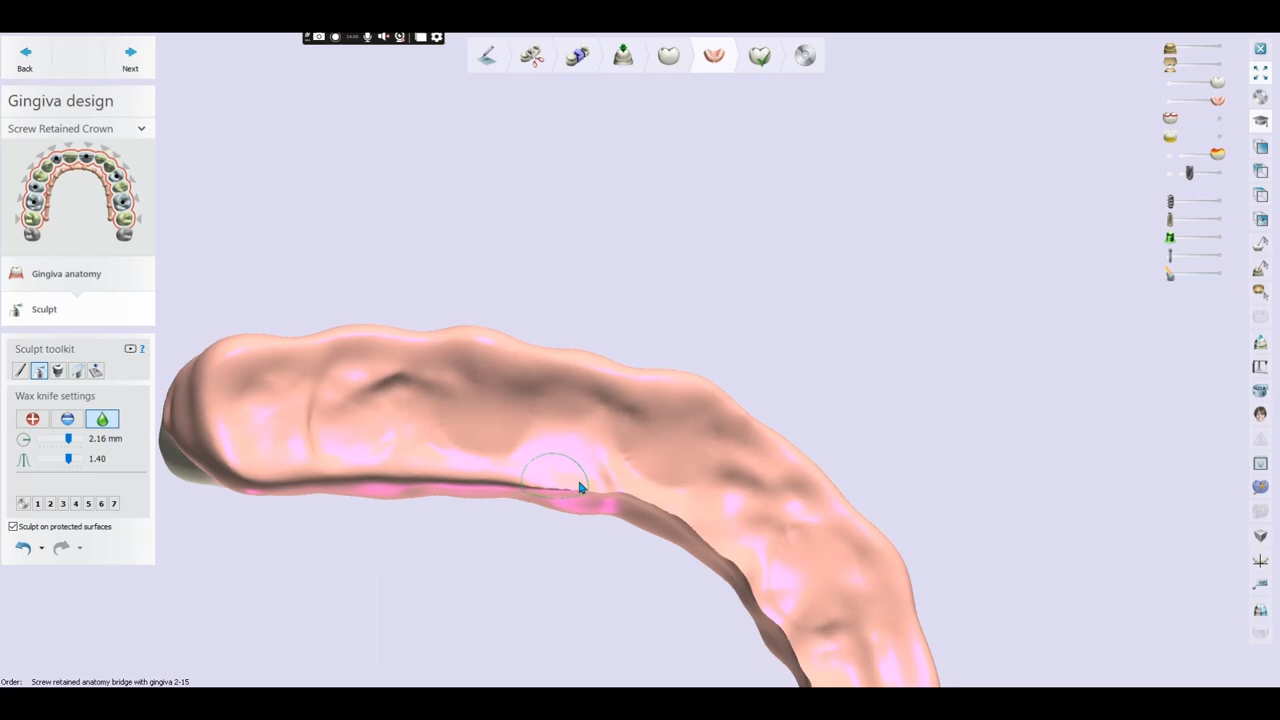 Back
Next
Gingiva design
Screw Retained Crown
Gingiva anatomy
Sculpt
Sculpt toolkit
?
Wax knife settings
2.16 mm
1.40
1 2 3 4 5 6 7
Sculpt on protected surfaces
Order: Screw retained anatomy bridge with gingiva 2-15